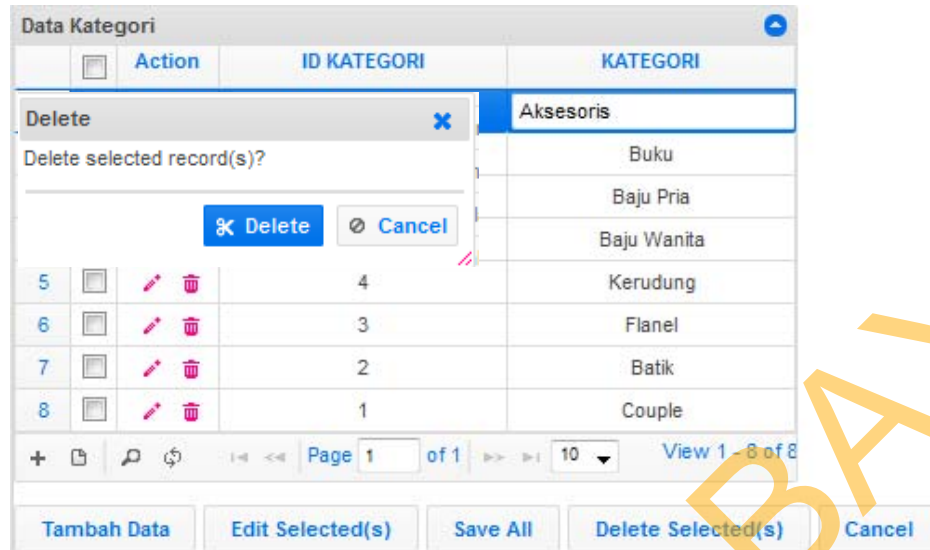 Data Kategori
Action ID KATEGORI KATEGORI
Delete
Aksesoris
Delete selected record(s)?
Buku
Baju Pria
Delete Cancel
Baju Wanita
5 4 Kerudung
6 3 Flanel
7 2 Batik
8 1 Couple
Page 1 of 1 10 View 1 - 8 of 8
Tambah Data Edit Selected(s) Save All Delete Selected(s) Cancel
BAY